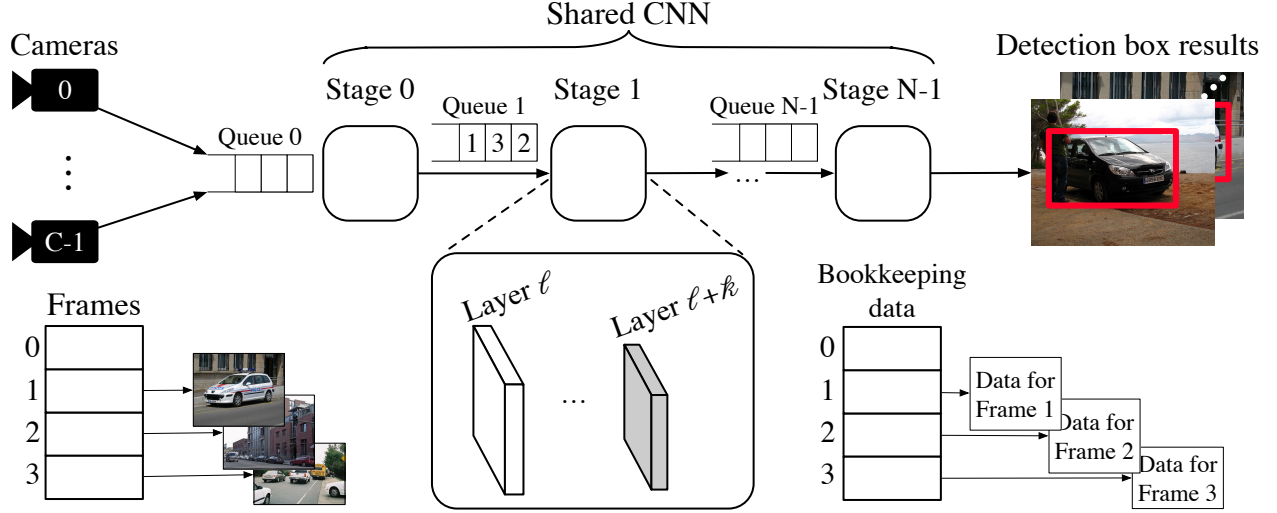 Shared CNN
Cameras
Detection box results
0
Stage 0
Queue 1
Stage 1
Queue N-1
Stage N-1
Queue 0
1 3 2
...
C-1
Frames
0
1
2
3
Layer ℓ
...
Layer ℓ+k
Bookkeeping
data
0
1
2
3
Data for
Frame 1
Data for
Frame 2
Data for
Frame 3